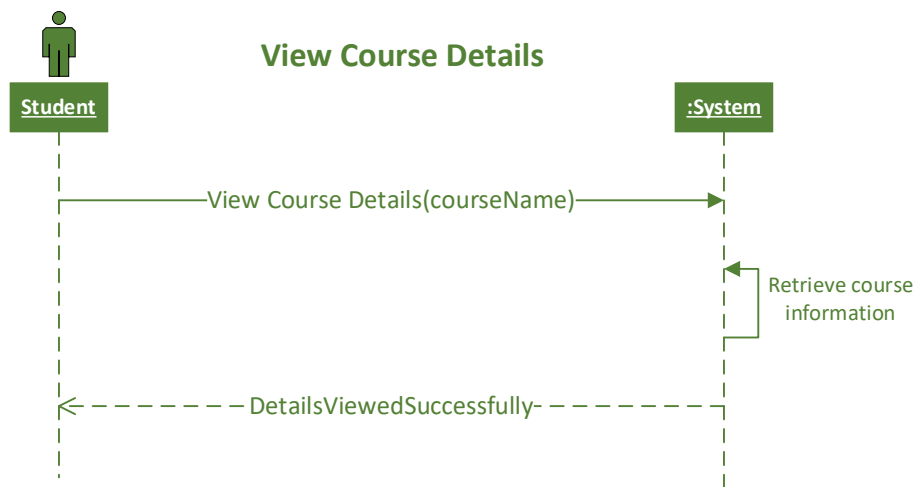 View Course Details
Student
:System
View Course Details(courseName)
Retrieve course
information
DetailsViewedSuccessfully